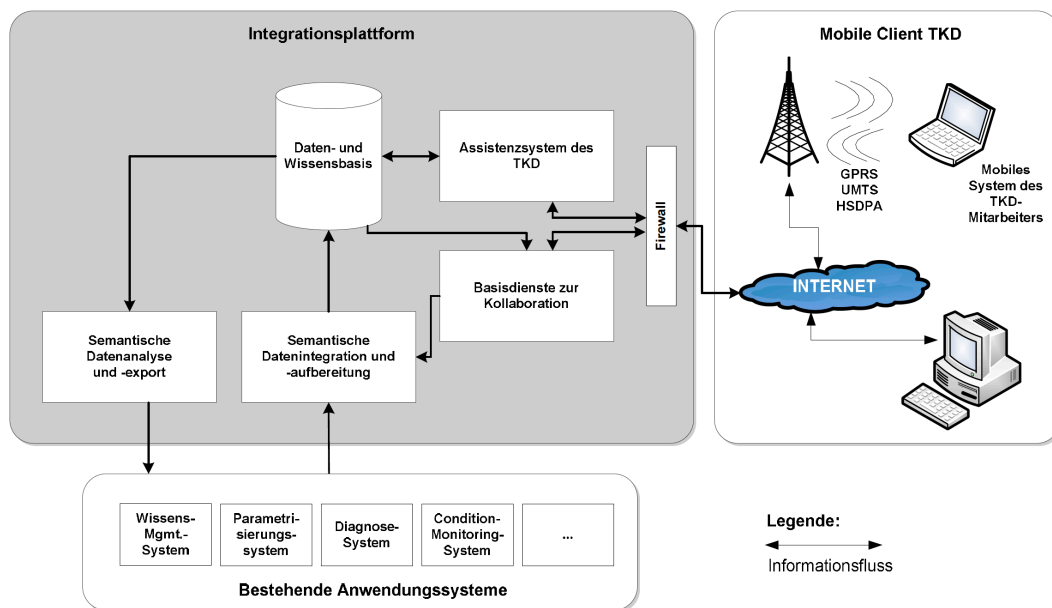 Integrationsplattform
Daten- und
Wissensbasis
Assistenzsystem des
TKD
Firewall
Basisdienste zur
Kollaboration
Semantische
Datenanalyse
und -export
Semantische
Datenintegration und
-aufbereitung
Mobile Client TKD
GPRS
UMTS
HSDPA
Mobiles
System des
TKD-
Mitarbeiters
INTERNET
Wissens-
Mgmt.-
System
Parametri-
sierungs-
system
Diagnose-
System
Condition-
Monitoring-
System
...
Bestehende Anwendungssysteme
Legende:
Informationsfluss